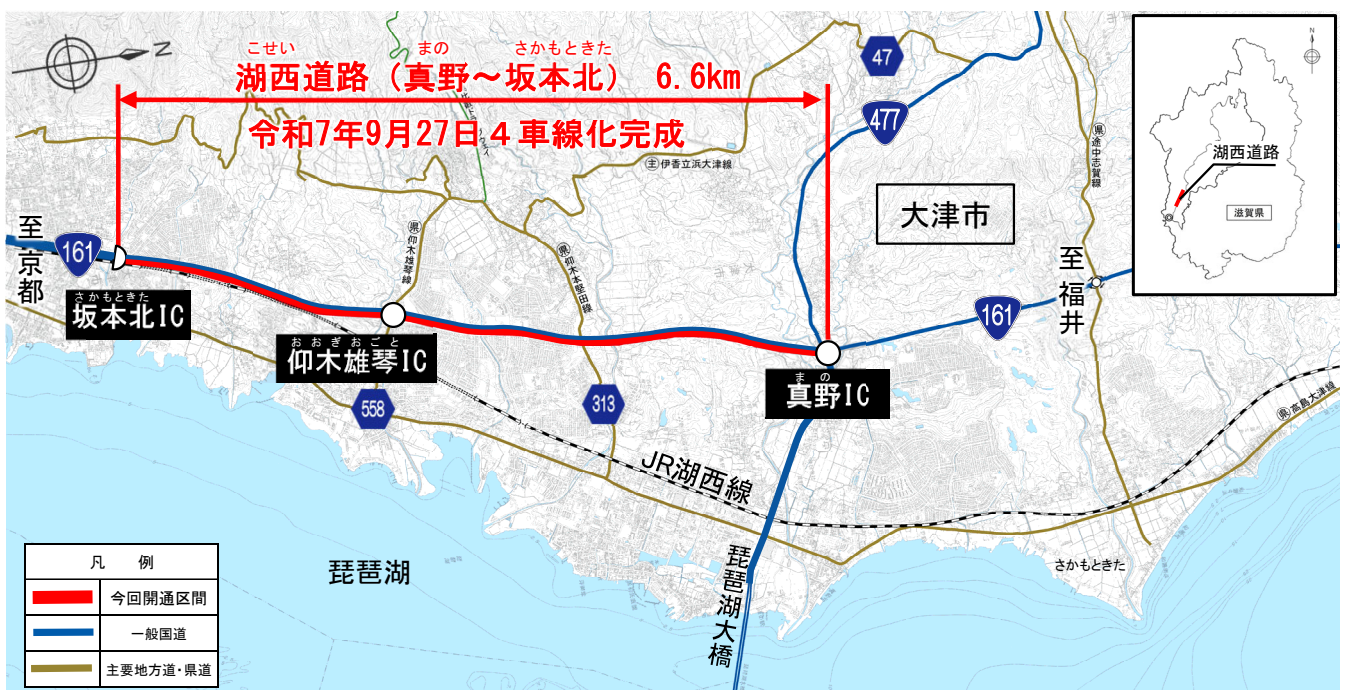 こせい まの さかもときた
湖西道路（真野～坂本北） 6.6km
令和7年9月27日４車線化完成
N
47
477
㊤伊香立浜大津線
大津市
県途中志賀線
N
湖西道路
滋賀県
至京都
161
さかもときた
坂本北IC
県仰木雄琴線
県仰木本堅田線
至福井
161
おおぎおごと
仰木雄琴IC
まの
真野IC
558
313
県高島大津線
JR湖西線
琵琶湖
琵琶湖大橋
さかもときた
凡 例
今回開通区間
一般国道
主要地方道・県道